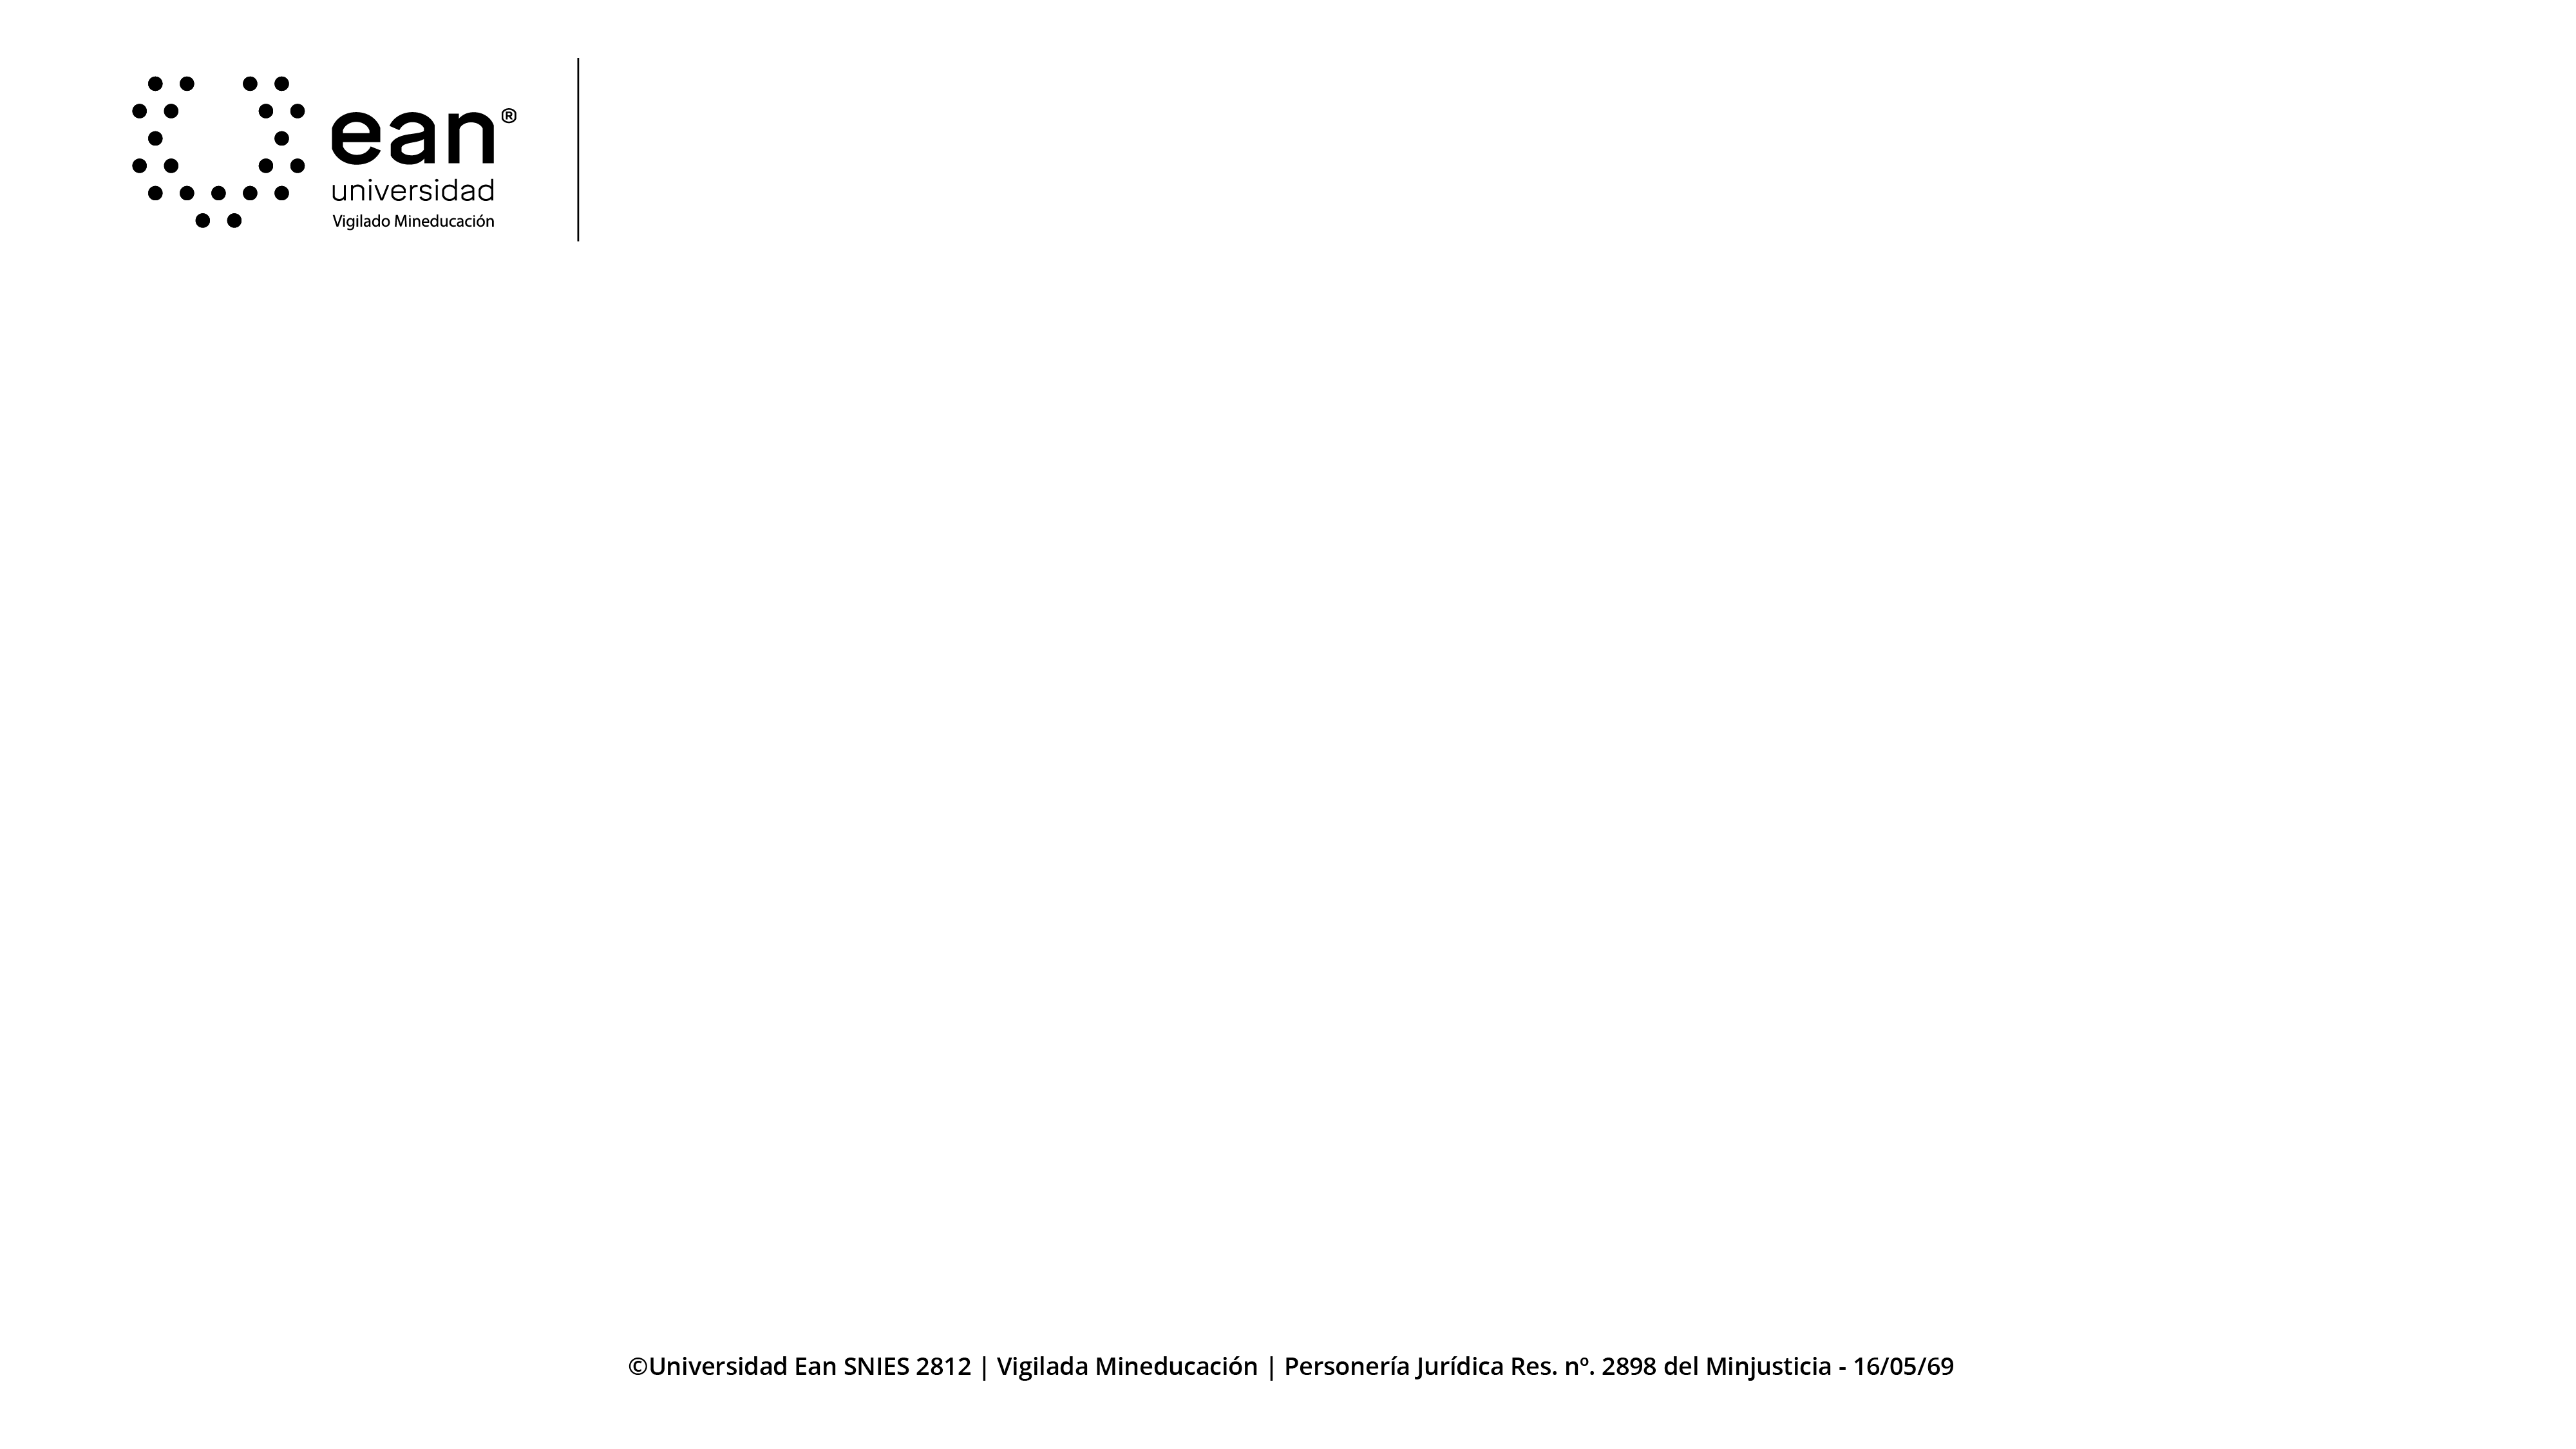 ean®
universidad
Vigilado Mineducación
©Universidad Ean SNIES 2812 | Vigilada Mineducación | Personería Jurídica Res. nº. 2898 del Minjusticia - 16/05/69